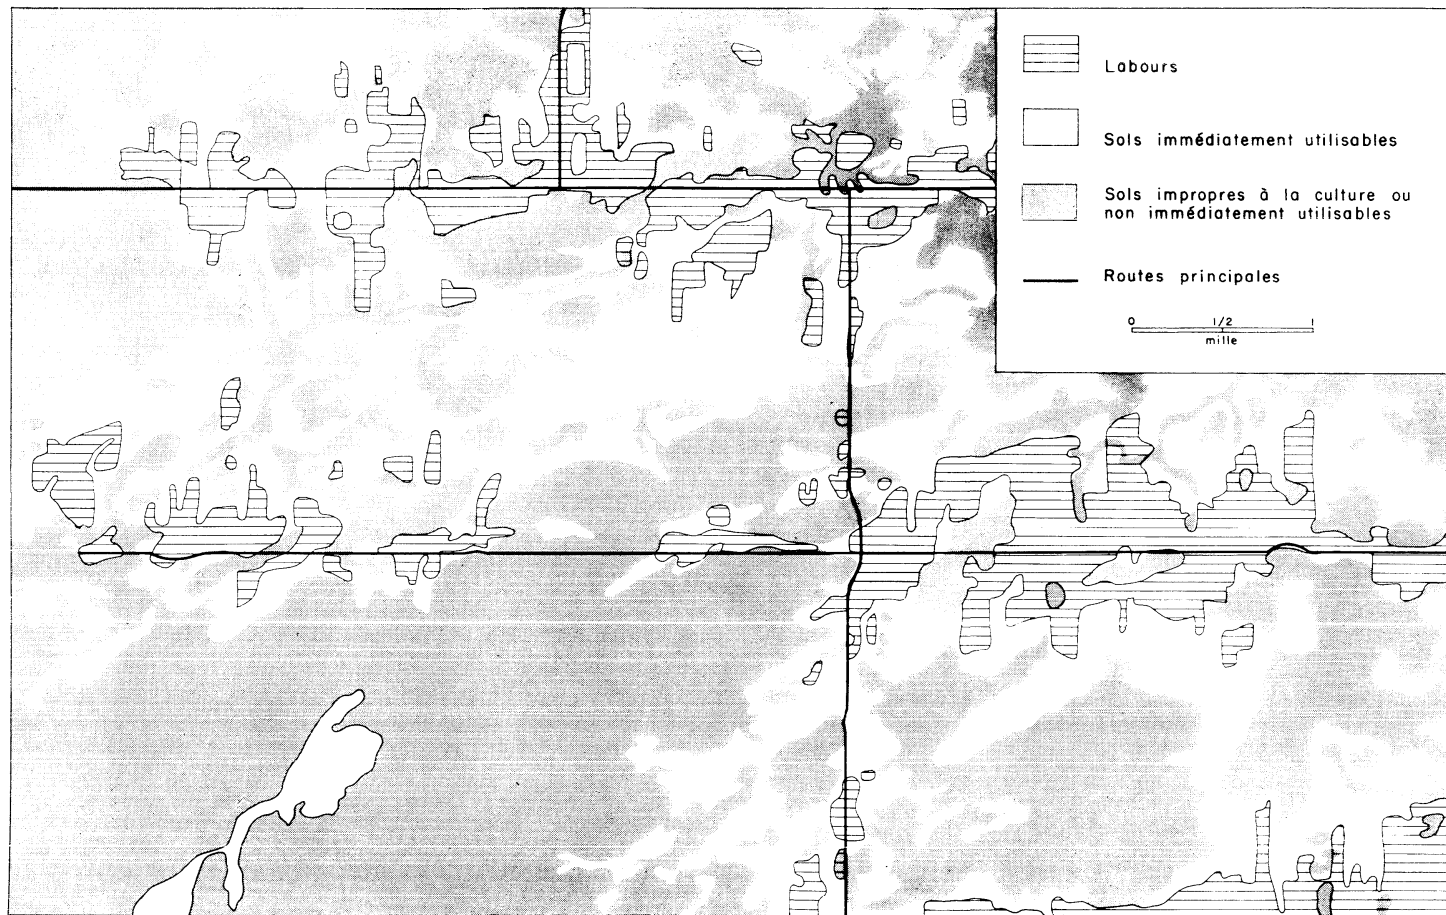 Labours
Sols immédiatement utilisables
Sols impropres à la culture ou
non immédiatement utilisables
Routes principales
0 1/2 1
mille